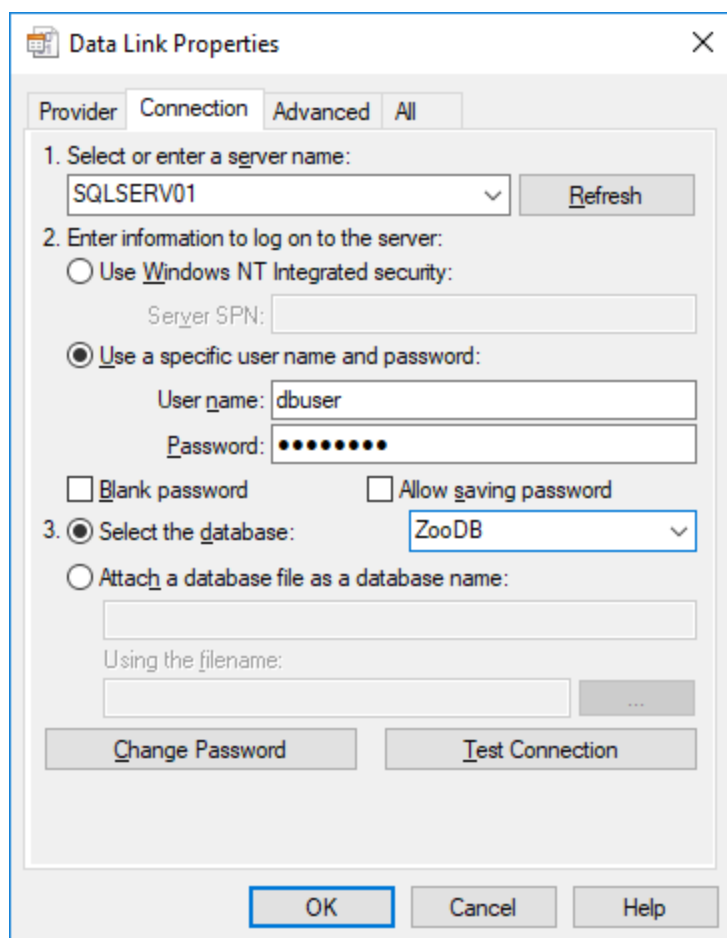 Data Link Properties
Provider Connection Advanced All
1. Select or enter a server name:
SQLSERV01 Refresh
2. Enter information to log on to the server:
Use Windows NT Integrated security:
Server SPN:
Use a specific user name and password:
User name: dbuser
Password: ●●●●●●●●
Blank password Allow saving password
3. Select the database: ZooDB
Attach a database file as a database name:
Using the filename:
...
Change Password Test Connection
OK Cancel Help